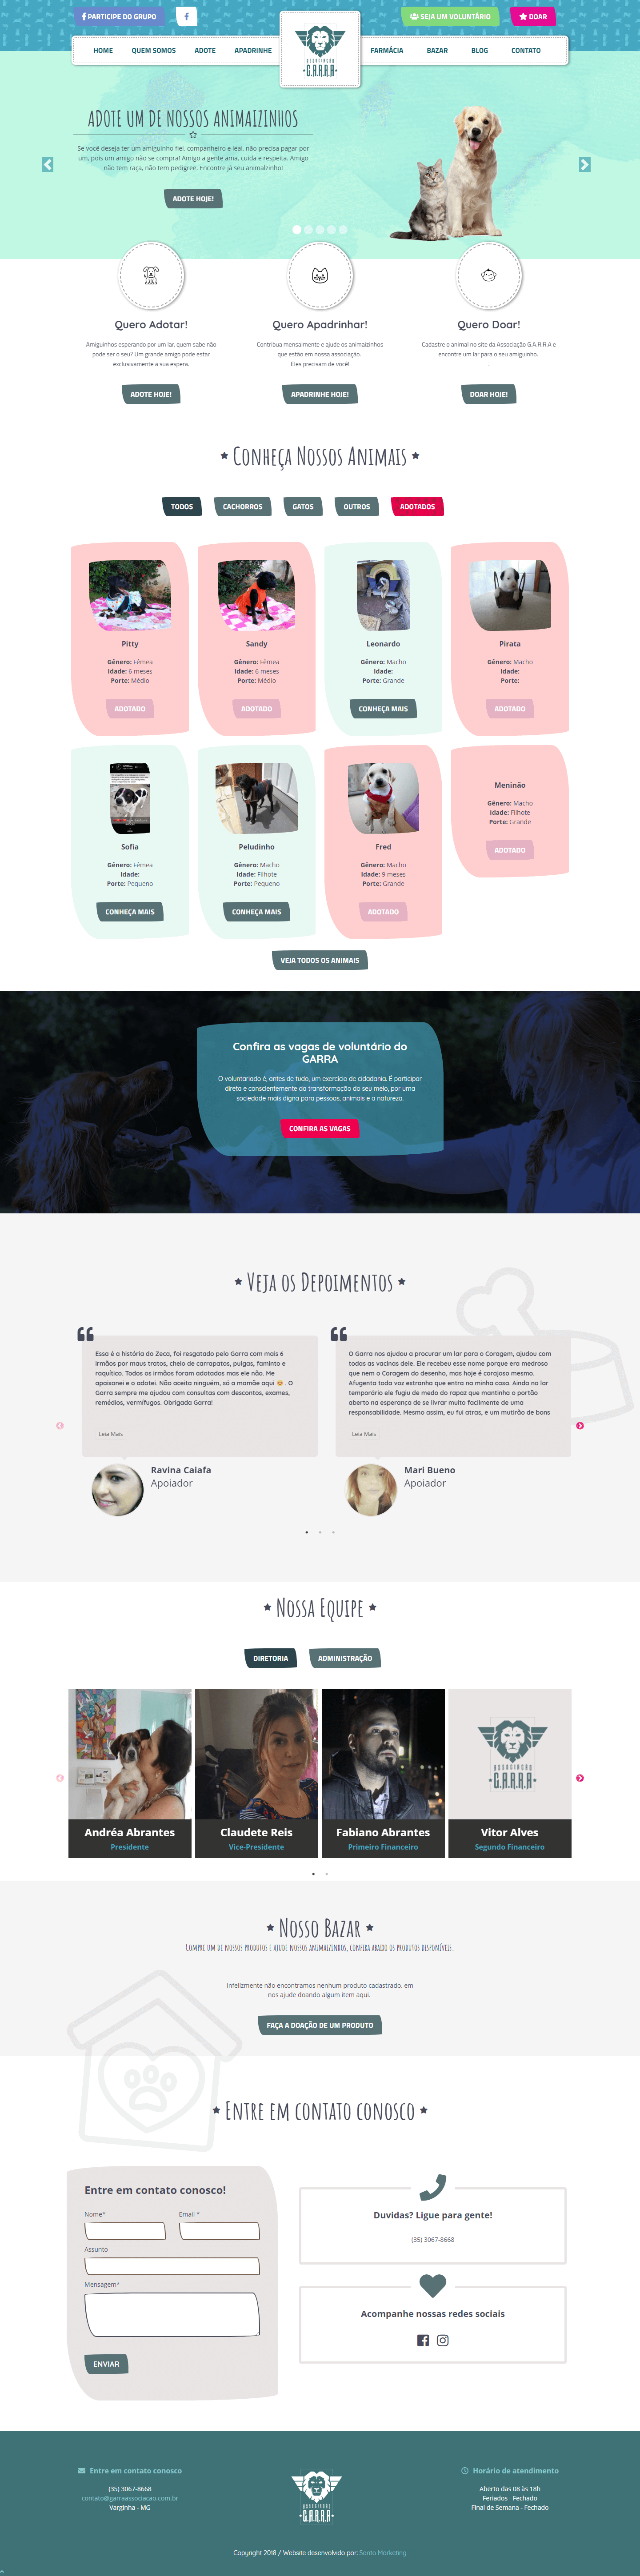 PARTICIPE DO GRUPO
SEJA UM VOLUNTÁRIO
DOAR
HOME
QUEM SOMOS
ADOTE
APADRINHE
ASSOCIAÇÃO
G.A.R.R.A
FARMÁCIA
BAZAR
BLOG
CONTATO
ADOTE UM DE NOSSOS ANIMAIZINHOS
Se você deseja ter um amiguinho fiel, companheiro e leal, não precisa pagar por
um, pois um amigo não se compra! Amigo a gente ama, cuida e respeita. Amigo
não tem raça, não tem pedigree. Encontre já seu animalzinho!
ADOTE HOJE!
Quero Adotar!
Amiguinhos esperando por um lar, quem sabe não
pode ser o seu? Um grande amigo pode estar
exclusivamente a sua espera.
ADOTE HOJE!
Quero Apadrinhar!
Contribua mensalmente e ajude os animaizinhos
que estão em nossa associação.
Eles precisam de você!
APADRINHE HOJE!
Quero Doar!
Cadastre o animal no site da Associação G.A.R.R.A e
encontre um lar para o seu amiguinho.
.
DOAR HOJE!
Conheça Nossos Animais
TODOS
CACHORROS
GATOS
OUTROS
ADOTADOS
Pitty
Gênero: Fêmea
Idade: 6 meses
Porte: Médio
ADOTADO
Sandy
Gênero: Fêmea
Idade: 6 meses
Porte: Médio
ADOTADO
Leonardo
Gênero: Macho
Idade:
Porte: Grande
CONHEÇA MAIS
Pirata
Gênero: Macho
Idade:
Porte:
ADOTADO
Sofia
Gênero: Fêmea
Idade:
Porte: Pequeno
CONHEÇA MAIS
Peludinho
Gênero: Macho
Idade: Filhote
Porte: Pequeno
CONHEÇA MAIS
Fred
Gênero: Macho
Idade: 9 meses
Porte: Grande
ADOTADO
Meninão
Gênero: Macho
Idade: Filhote
Porte: Grande
ADOTADO
VEJA TODOS OS ANIMAIS
Confira as vagas de voluntário do
GARRA
O voluntariado é, antes de tudo, um exercício de cidadania. É participar
direta e conscientemente da transformação do seu meio, por uma
sociedade mais digna para pessoas, animais e a natureza.
CONFIRA AS VAGAS
Veja os Depoimentos
Essa é a história do Zeca, foi resgatado pelo Garra com mais 6
irmãos por maus tratos, cheio de carrapatos, pulgas, faminto e
raquítico. Todos os irmãos foram adotados mas ele não. Me
apaixonei e o adotei. Não aceita ninguém, só a mamãe aqui 😊 . O
Garra sempre me ajudou com consultas com descontos, exames,
remédios, vermífugos. Obrigada Garra!
Leia Mais
Ravina Caiafa
Apoiador
O Garra nos ajudou a procurar um lar para o Coragem, ajudou com
todas as vacinas dele. Ele recebeu esse nome porque era medroso
que nem o Coragem do desenho, mas hoje é corajoso mesmo.
Afugenta toda voz estranha que entra na minha casa. Ainda no lar
temporório ele fugiu de medo do rapaz que montinha o portão
aberto na esperança de se livrar muito facilmente de uma
responsabilidade. Mesmo assim, eu fui atras, e um mutirão de bons
Leia Mais
Mari Bueno
Apoiador
Nossa Equipe
DIRETORIA
ADMINISTRAÇÃO
Andréa Abrantes
Presidente
Claudete Reis
Vice-Presidente
Fabiano Abrantes
Primeiro Financeiro
ASSOCIAÇÃO
G.A.R.R.A
Vitor Alves
Segundo Financeiro
Nosso Bazar
Compre um de nossos produtos e ajude nossos animaizinhos, confira abaixo os produtos disponíveis.
Infelizmente não encontramos nenhum produto cadastrado, em
nos ajude doando algum item aqui.
FAÇA A DOAÇÃO DE UM PRODUTO
Entre em contato conosco
Entre em contato conosco!
Nome*
Email *
Assunto
Mensagem*
ENVIAR
Duvidas? Ligue para gente!
(35) 3067-8668
Acompanhe nossas redes sociais
Entre em contato conosco
(35) 3067-8668
contato@garraassociacao.com.br
Varginha - MG
ASSOCIAÇÃO
G.A.R.R.A
Horário de atendimento
Aberto das 08 às 18h
Feriados - Fechado
Final de Semana - Fechado
Copyright 2018 / Website desenvolvido por: Santo Marketing